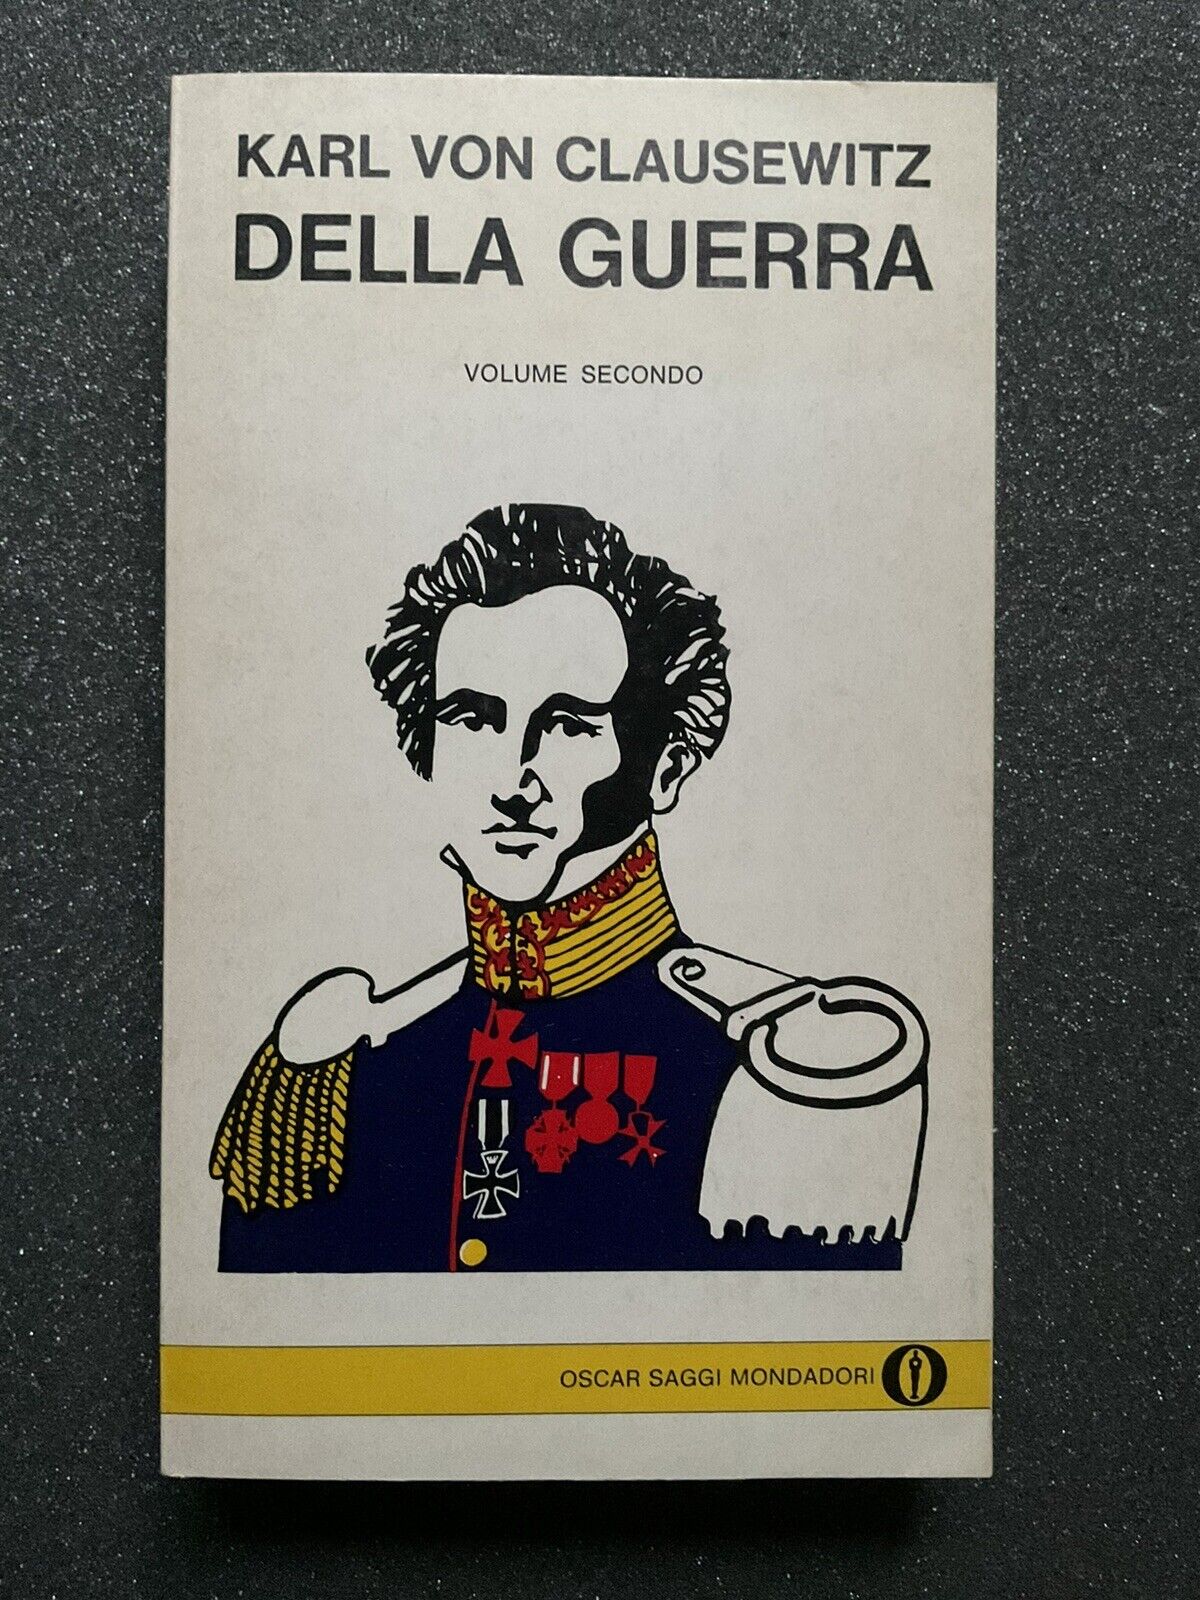 KARL VON CLAUSEWITZ
DELLA GUERRA
VOLUME SECONDO
OSCAR SAGGI MONDADORI